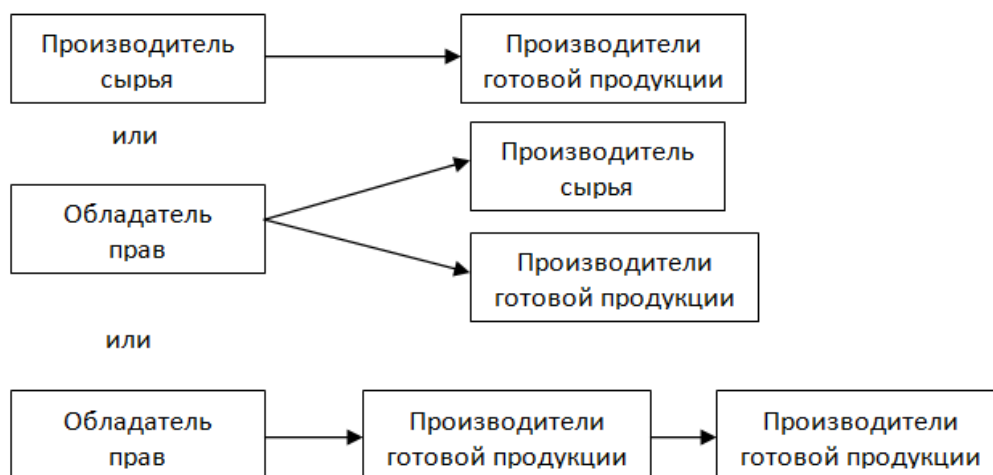 Производитель
сырья
Производители
готовой продукции
или
Производитель
сырья
Обладатель
прав
Производители
готовой продукции
или
Обладатель
прав
Производители
готовой продукции
Производители
готовой продукции